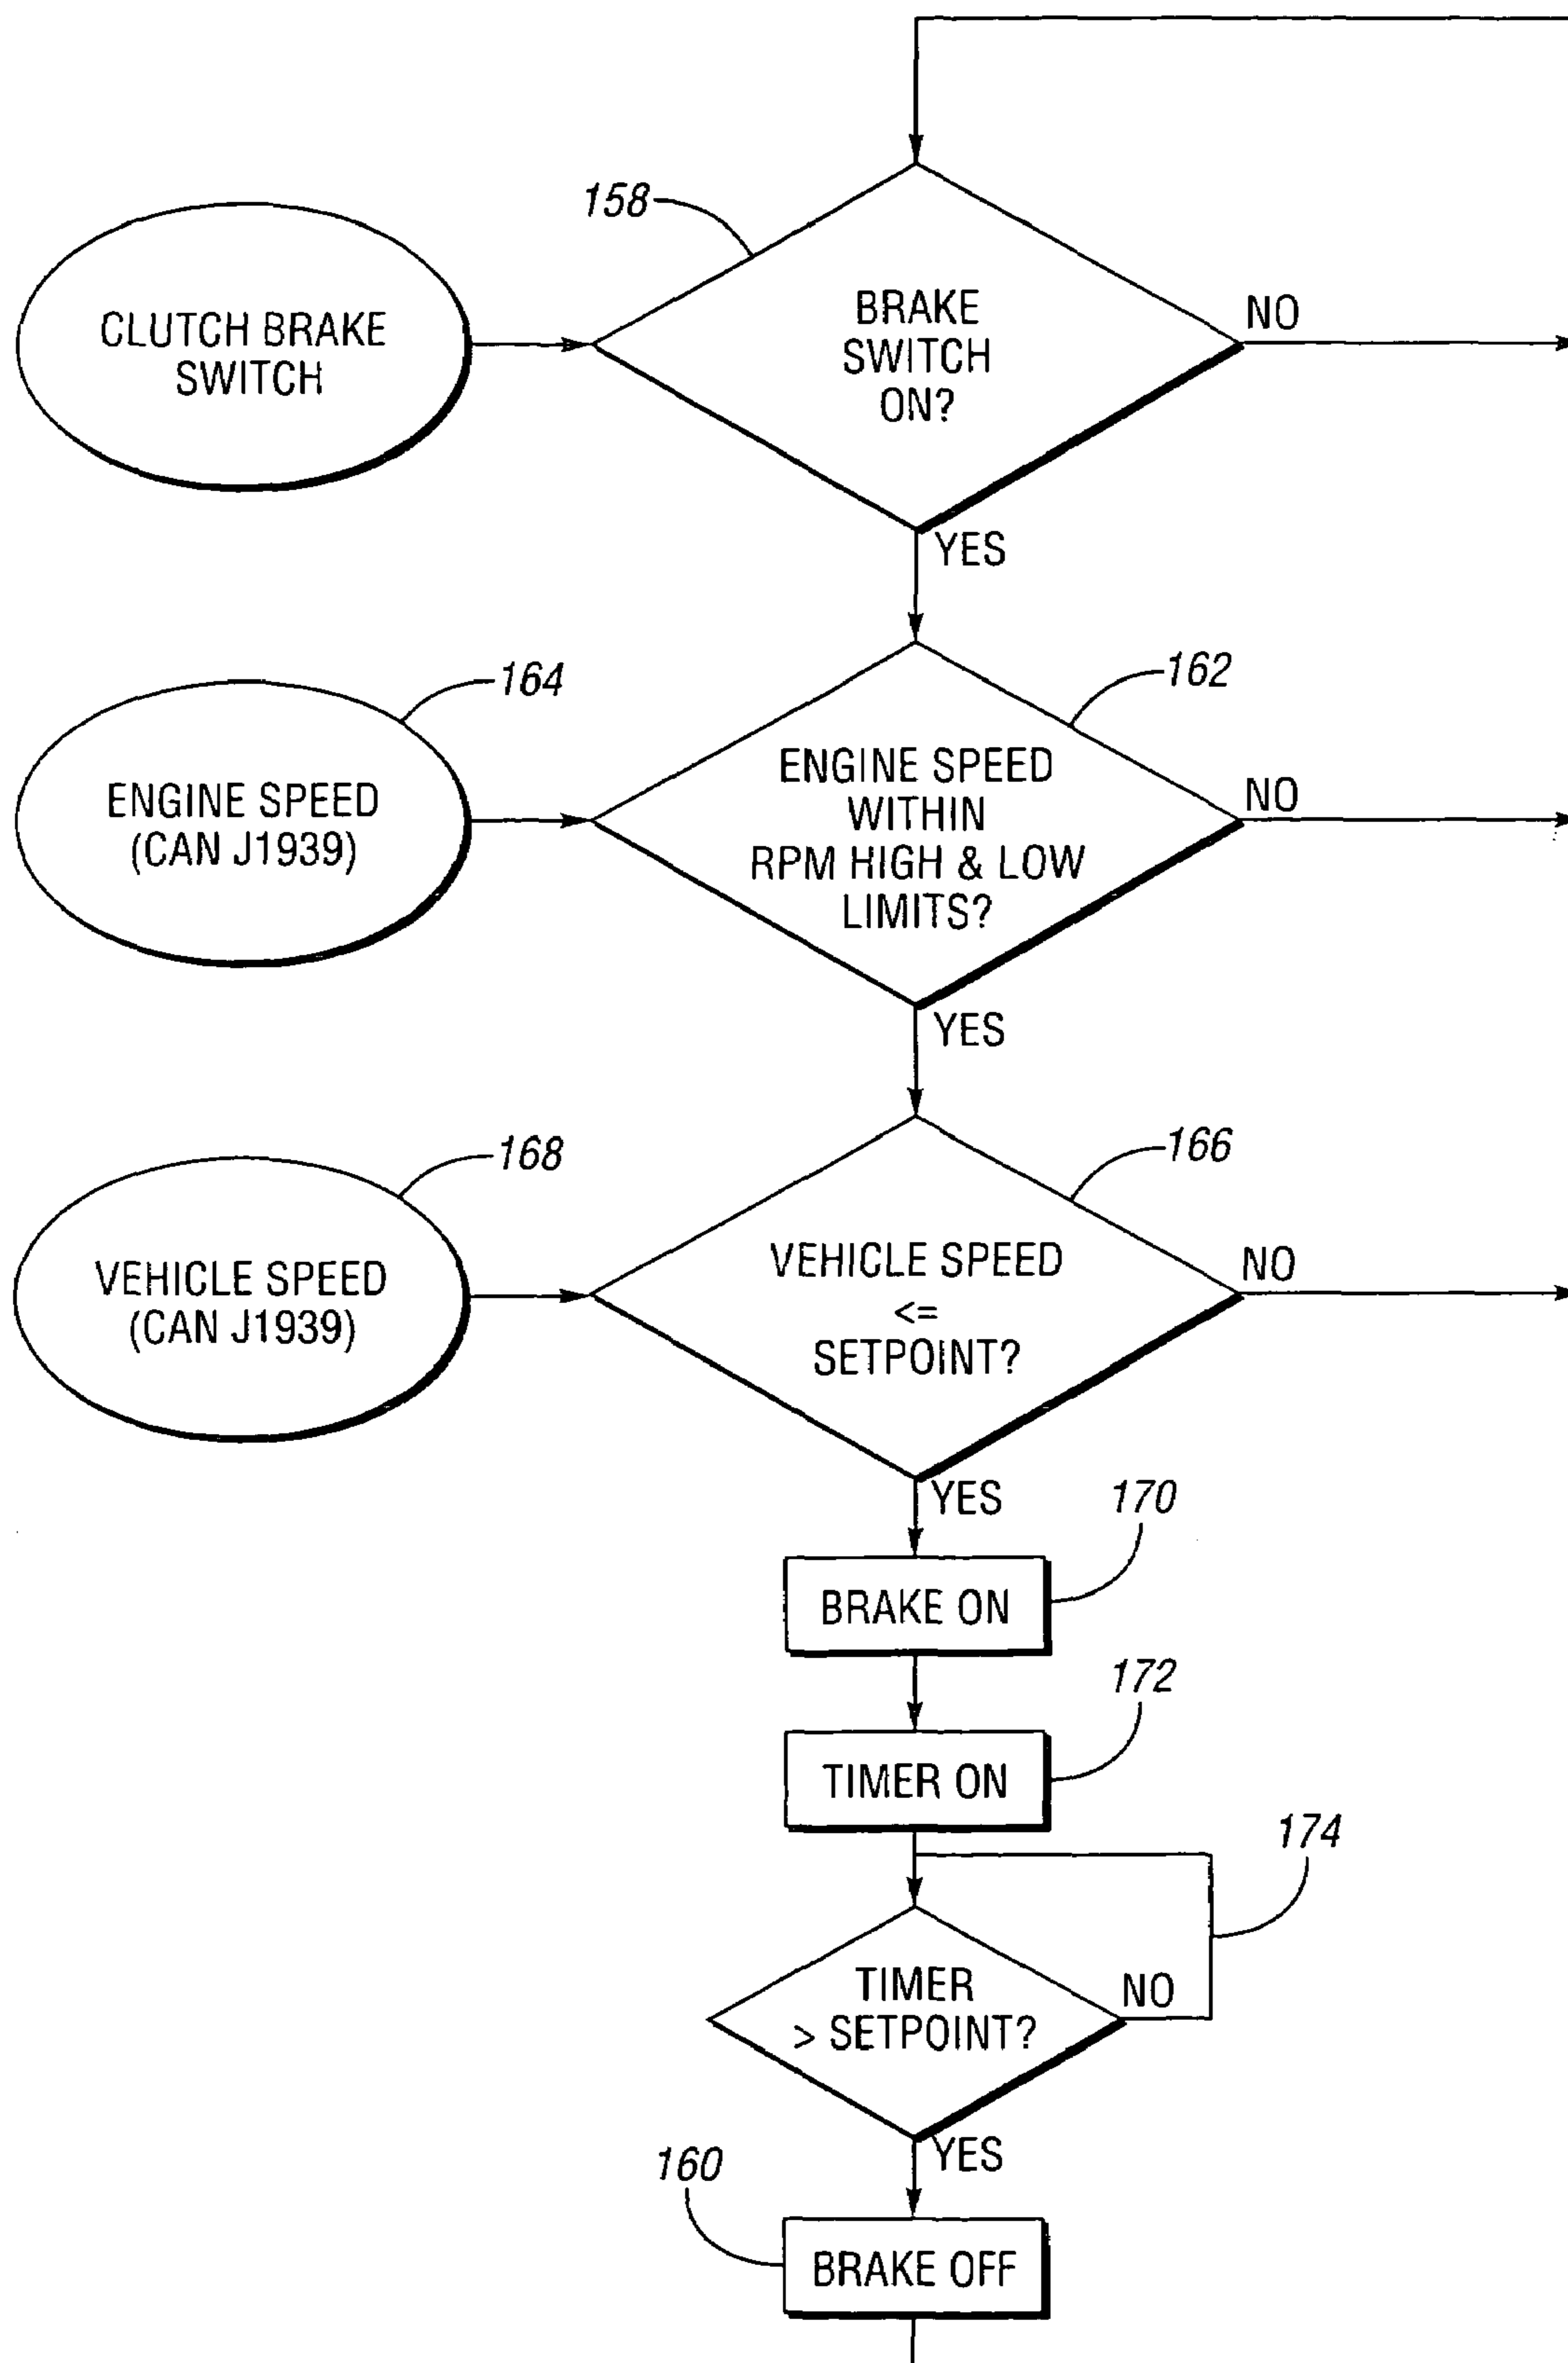 158
CLUTCH BRAKE
SWITCH
BRAKE
SWITCH
ON?
NO
YES
164
162
ENGINE SPEED
(CAN J1939)
ENGINE SPEED
WITHIN
RPM HIGH & LOW
LIMITS?
NO
YES
168
166
VEHICLE SPEED
(CAN J1939)
VEHICLE SPEED
<=
SETPOINT?
NO
YES
170
BRAKE ON
172
TIMER ON
174
TIMER
> SETPOINT?
NO
YES
160
BRAKE OFF